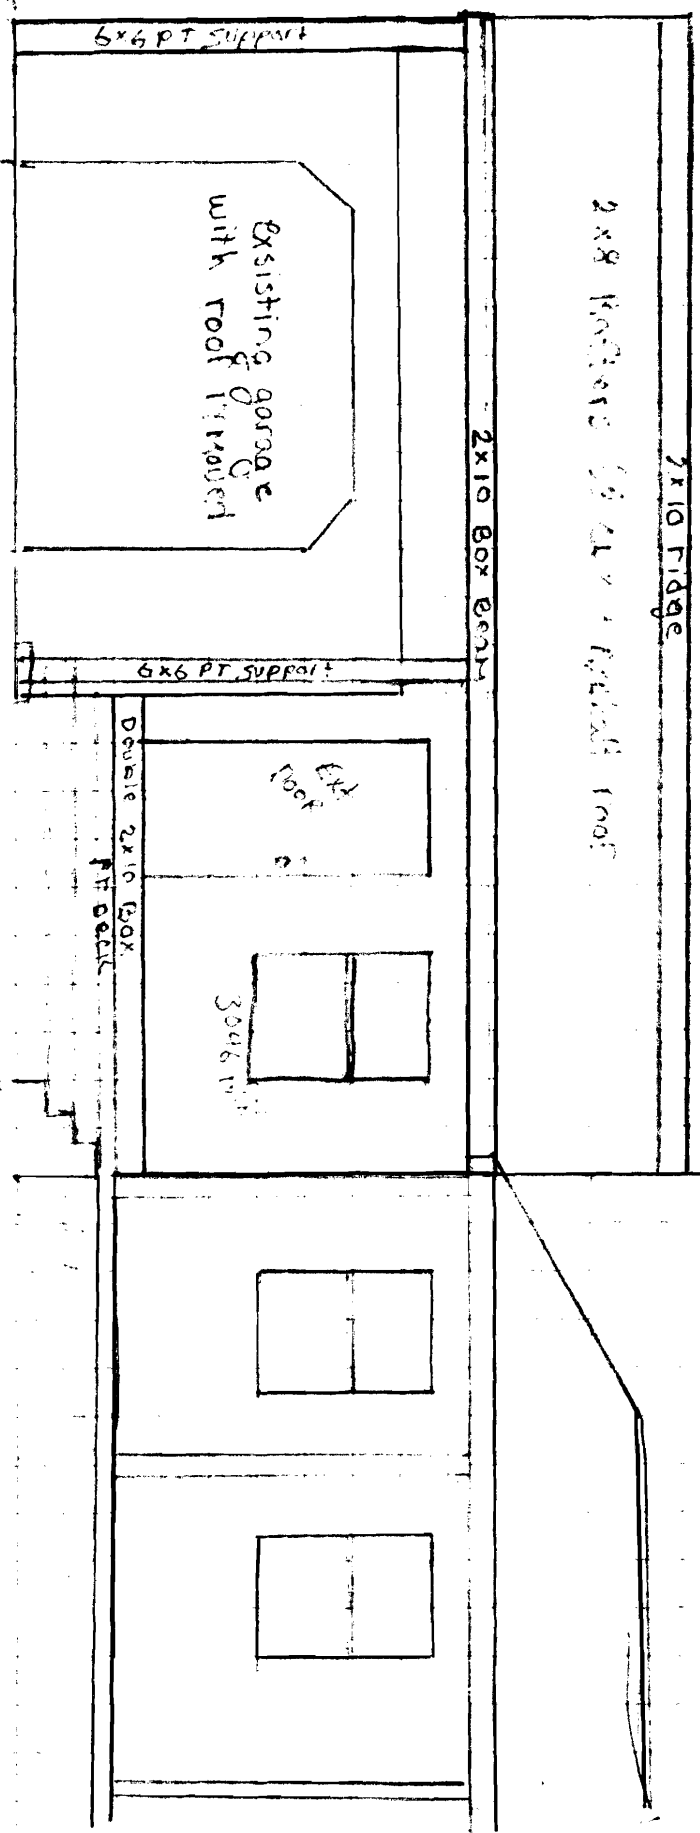 2x10 ridge
2x8 Rafters
roof
2x10 Box Beam
6x6 PT Support
6x6 PT Support
exsisting garage
with roof removed
Ext
Door
3046
Double 2x10 Box
PT Deck